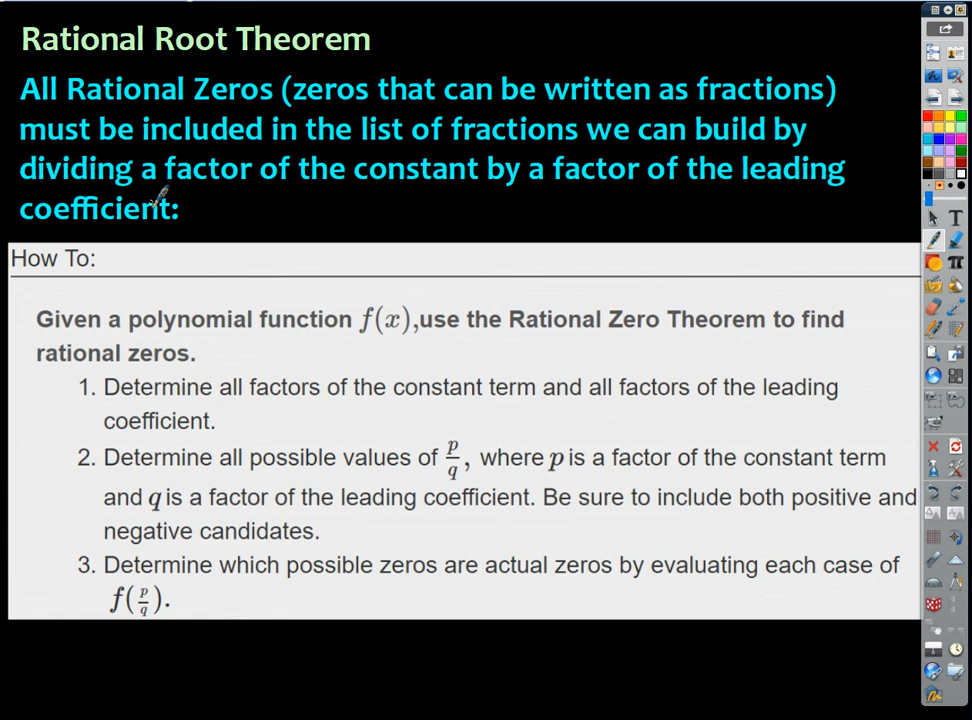 Rational Root Theorem
All Rational Zeros (zeros that can be written as fractions)
must be included in the list of fractions we can build by
dividing a factor of the constant by a factor of the leading
coefficient:
How To:
Given a polynomial function f(x),use the Rational Zero Theorem to find
rational zeros.
1. Determine all factors of the constant term and all factors of the leading
coefficient.
2. Determine all possible values of p/q, where p is a factor of the constant term
and q is a factor of the leading coefficient. Be sure to include both positive and
negative candidates.
3. Determine which possible zeros are actual zeros by evaluating each case of
f(p/q).
T
π